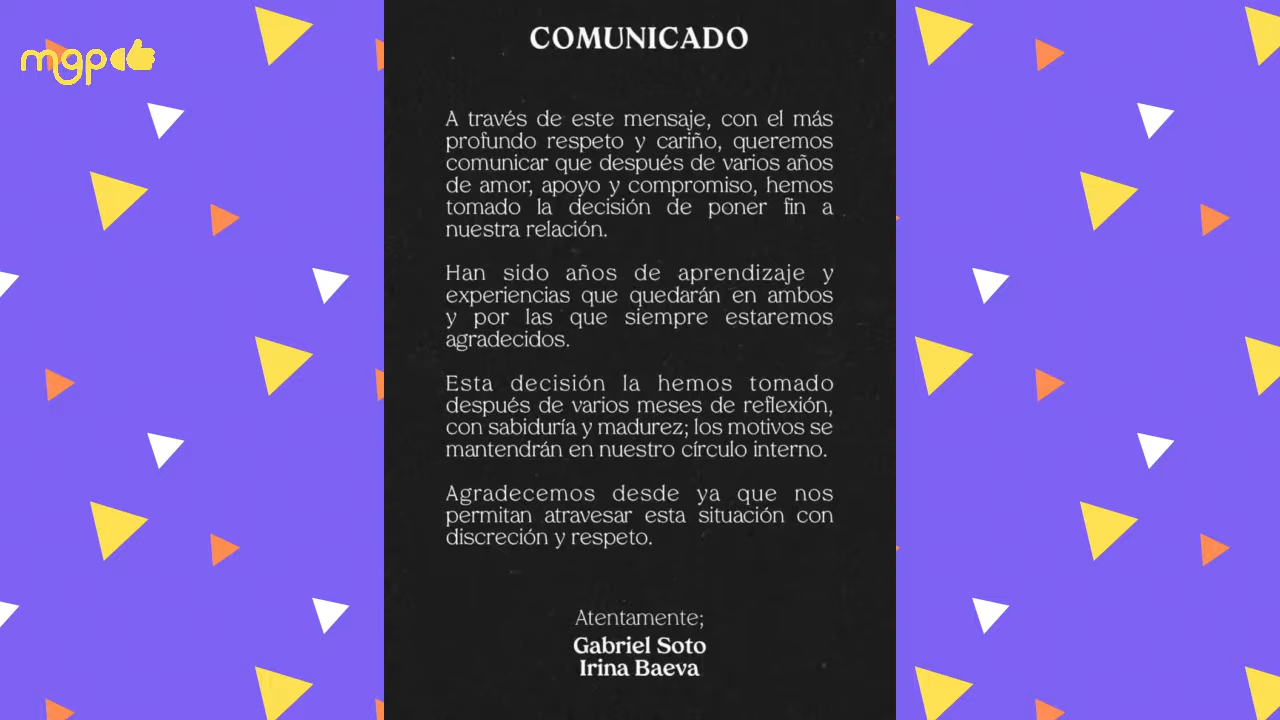 mgp
COMUNICADO
A través de este mensaje, con el más
profundo respeto y cariño, queremos
comunicar que después de varios años
de amor, apoyo y compromiso, hemos
tomado la decisión de poner fin a
nuestra relación.
Han sido años de aprendizaje y
experiencias que quedarán en ambos
y por las que siempre estaremos
agradecidos.
Esta decisión la hemos tomado
después de varios meses de reflexión,
con sabiduría y madurez; los motivos se
mantendrán en nuestro círculo interno.
Agradecemos desde ya que nos
permitan atravesar esta situación con
discreción y respeto.
Atentamente;
Gabriel Soto
Irina Baeva